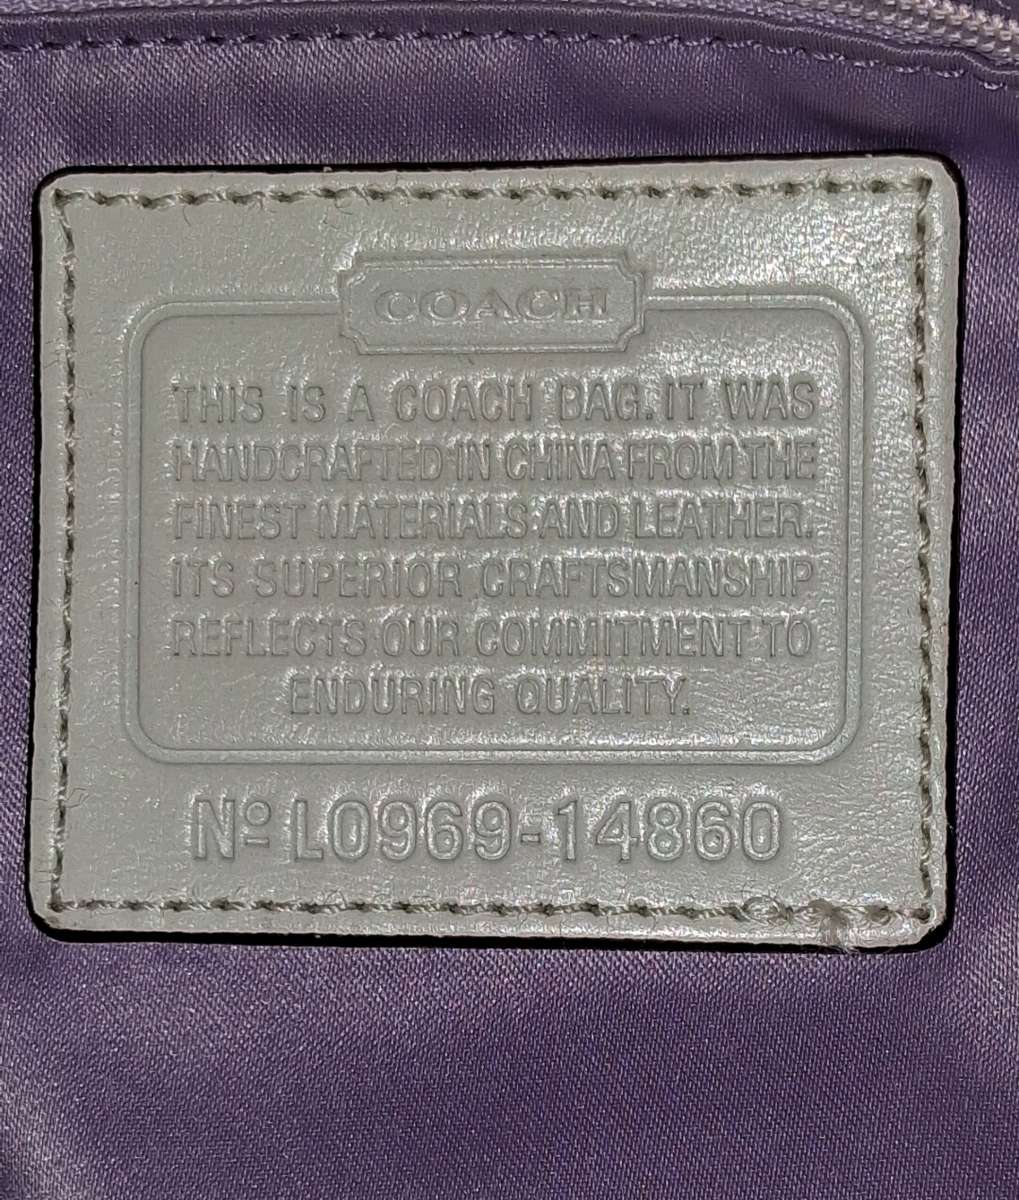 COACH
THIS IS A COACH BAG. IT WAS
HANDCRAFTED IN CHINA FROM THE
FINEST MATERIALS AND LEATHER.
ITS SUPERIOR CRAFTSMANSHIP
REFLECTS OUR COMMITMENT TO
ENDURING QUALITY.
Nº L0969-14860